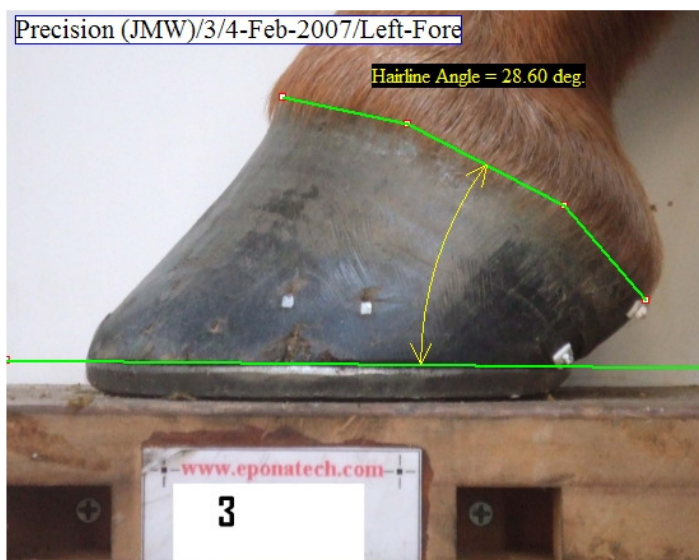 Precision (JMW)/3/4-Feb-2007/Left-Fore
Hairline Angle = 28.60 deg.
www.eponatech.com
3